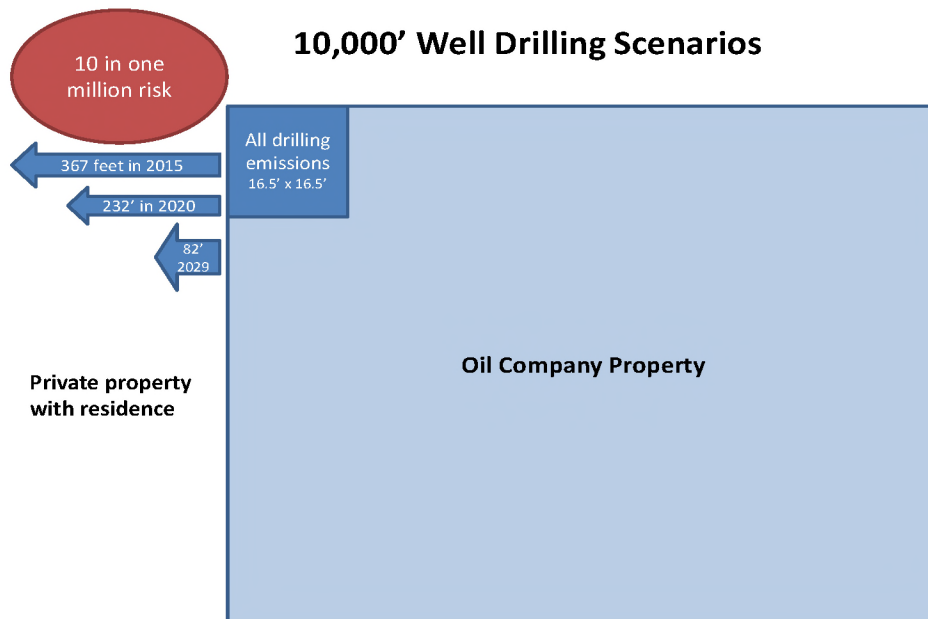 10,000’ Well Drilling Scenarios
10 in one
million risk
All drilling
emissions
16.5’ x 16.5’
367 feet in 2015
232’ in 2020
82’
2029
Oil Company Property
Private property
with residence